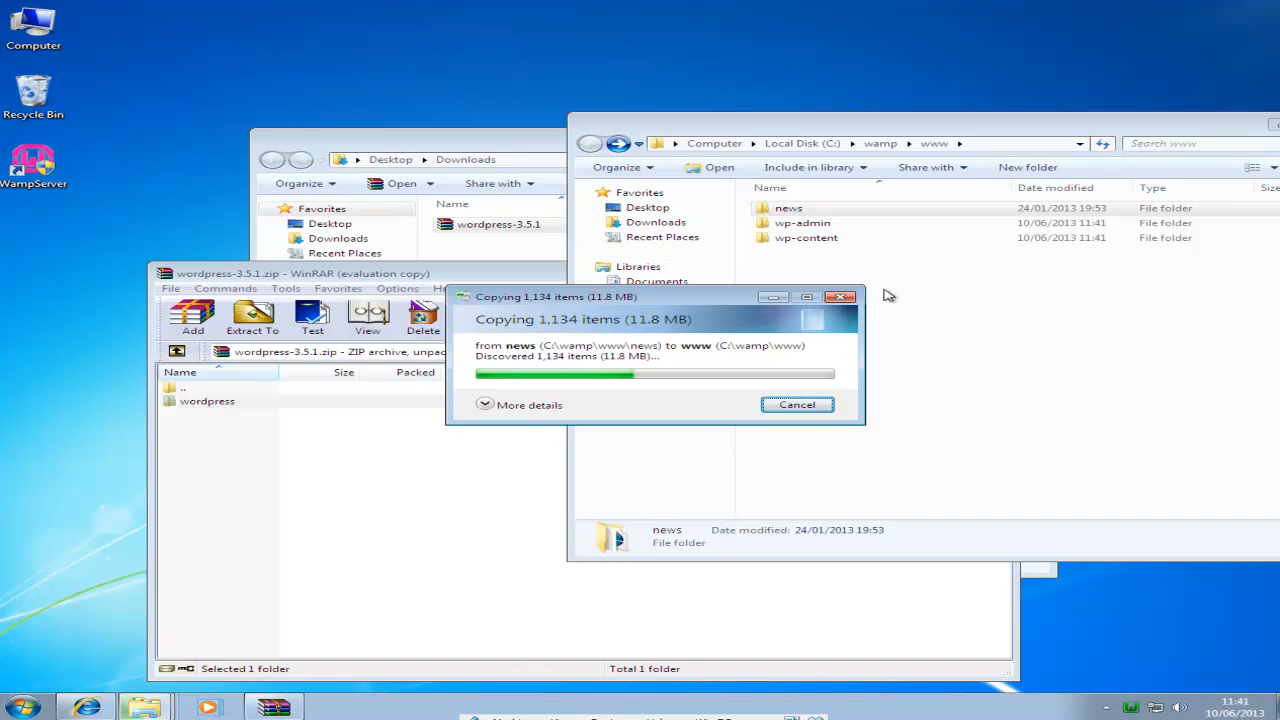 Computer
Recycle Bin
WampServer
Desktop
Downloads
Organize
Open
Share with
Favorites
Desktop
Downloads
Recent Places
Name
wordpress-3.5.1
Computer
Local Disk (C:)
wamp
www
Search www
Organize
Open
Include in library
Share with
New folder
Favorites
Desktop
Downloads
Recent Places
Libraries
Documents
Name Date modified Type Size
news 24/01/2013 19:53 File folder
wp-admin 10/06/2013 11:41 File folder
wp-content 10/06/2013 11:41 File folder
news Date modified: 24/01/2013 19:53
File folder
wordpress-3.5.1.zip - WinRAR (evaluation copy)
File Commands Tools Favorites Options
Add Extract To Test View Delete
wordpress-3.5.1.zip - ZIP archive, unpac
Name Size Packed
..
wordpress
Selected 1 folder
Total 1 folder
Copying 1,134 items (11.8 MB)
Copying 1,134 items (11.8 MB)
from news (C:\wamp\www\news) to www (C:\wamp\www)
Discovered 1,134 items (11.8 MB)...
More details
Cancel
11:41
10/06/2013